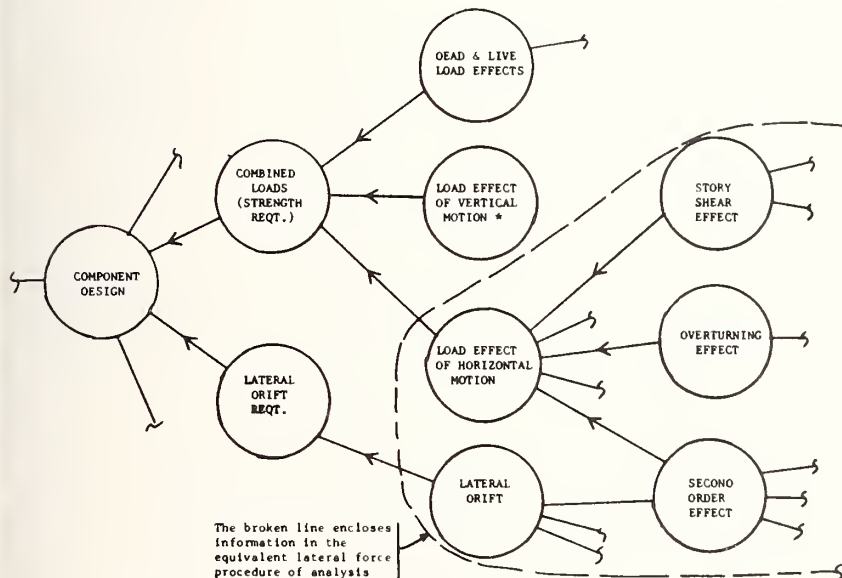 OEAD & LIVE
LOAD EFFECTS
COMBINED
LOADS
(STRENGTH
REQT.)
LOAD EFFECT
OF VERTICAL
MOTION *
STORY
SHEAR
EFFECT
COMPONENT
OESIGN
LATERAL
ORIFT
REQT.
LOAD EFFECT
OF HORIZONTAL
MOTION
OVERTURNING
EFFECT
LATERAL
ORIFT
SECONO
ORDER
EFFECT
The broken line encloses
information in the
equivalent lateral force
procedure of analysis